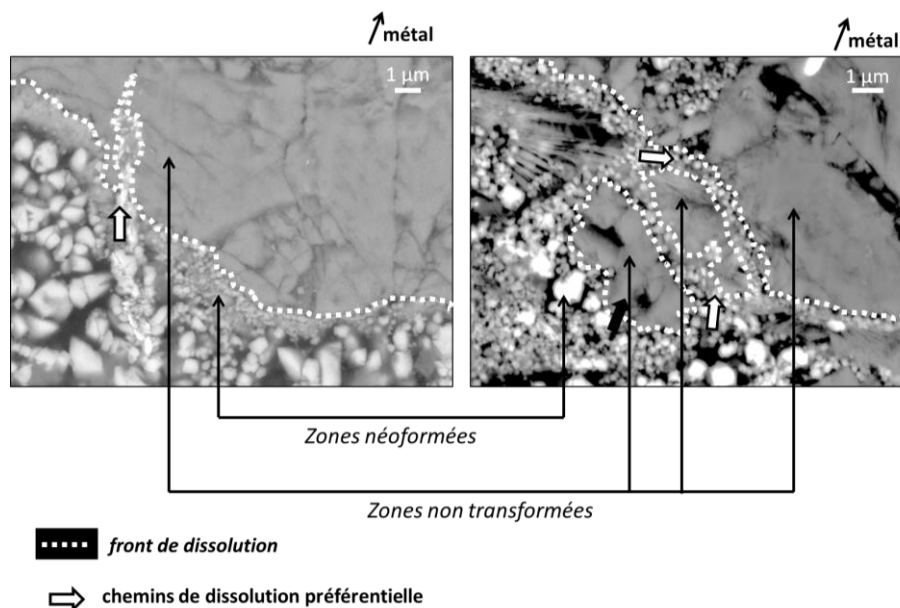 métal
métal
1 µm
1 µm
Zones néoformées
Zones non transformées
front de dissolution
chemins de dissolution préférentielle